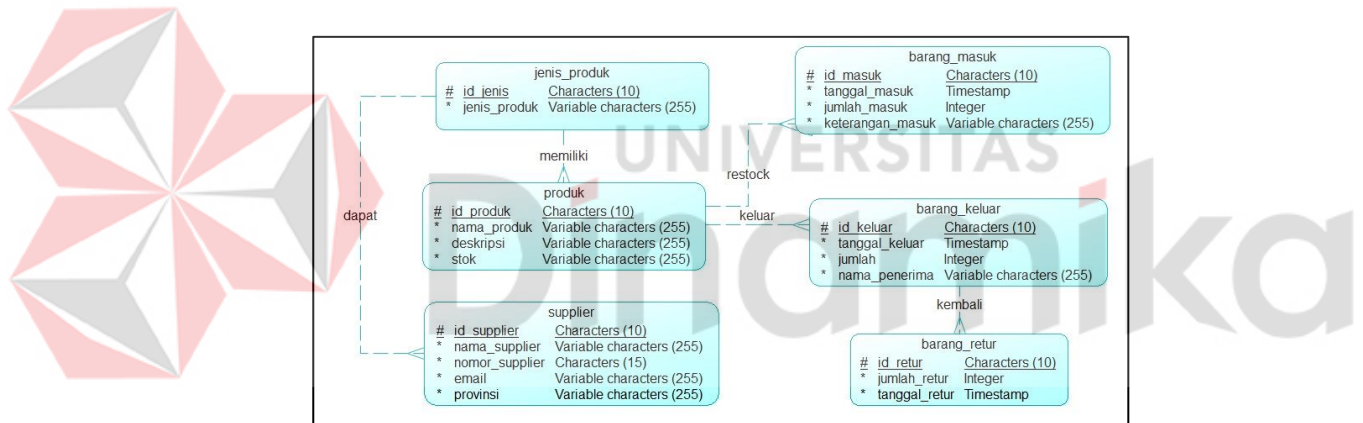 jenis_produk
# id_jenis Characters (10)
* jenis_produk Variable characters (255)
barang_masuk
# id_masuk Characters (10)
* tanggal_masuk Timestamp
* jumlah_masuk Integer
* keterangan_masuk Variable characters (255)
UNIVERSITAS
Dinamika
memiliki
restock
dapat
keluar
produk
# id_produk Characters (10)
* nama_produk Variable characters (255)
* deskripsi Variable characters (255)
* stok Variable characters (255)
barang_keluar
# id_keluar Characters (10)
* tanggal_keluar Timestamp
* jumlah Integer
* nama_penerima Variable characters (255)
kembali
supplier
# id_supplier Characters (10)
* nama_supplier Variable characters (255)
* nomor_supplier Characters (15)
* email Variable characters (255)
* provinsi Variable characters (255)
barang_retur
# id_retur Characters (10)
* jumlah_retur Integer
* tanggal_retur Timestamp